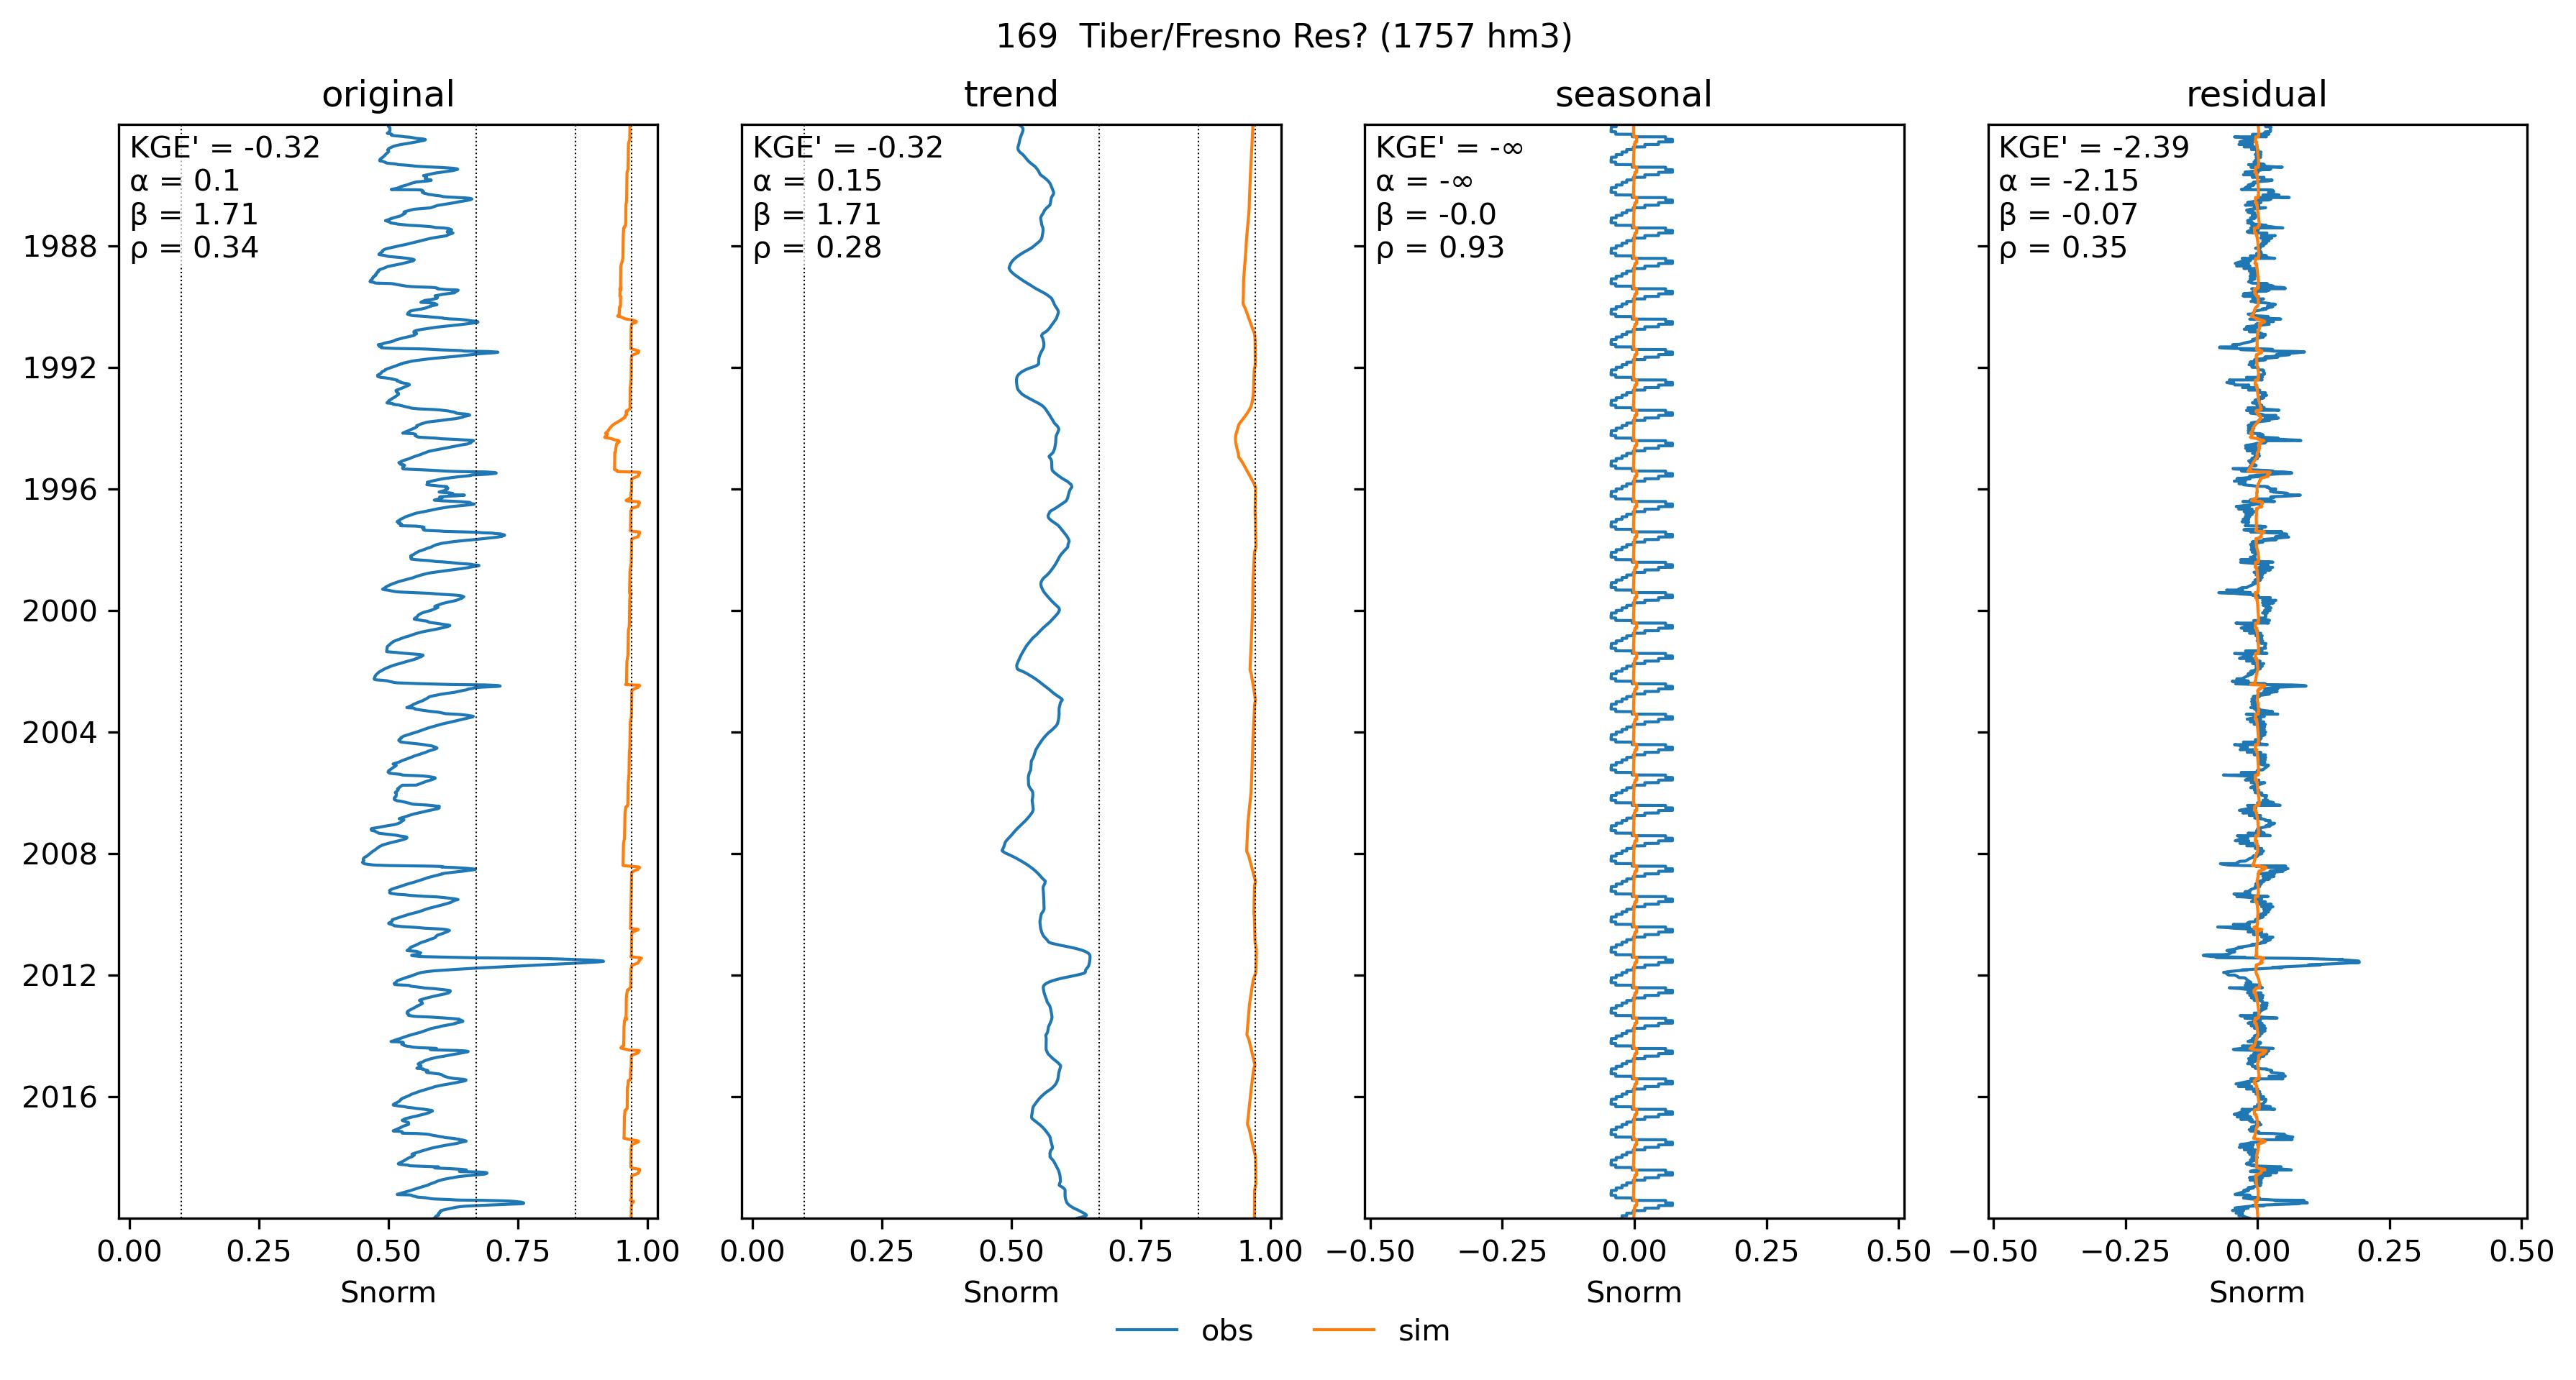 169  Tiber/Fresno Res? (1757 hm3)
original
trend
seasonal
residual
KGE' = -0.32
α = 0.1
β = 1.71
ρ = 0.34
KGE' = -0.32
α = 0.15
β = 1.71
ρ = 0.28
KGE' = -∞
α = -∞
β = -0.0
ρ = 0.93
KGE' = -2.39
α = -2.15
β = -0.07
ρ = 0.35
1988
1992
1996
2000
2004
2008
2012
2016
0.00 0.25 0.50 0.75 1.00
0.00 0.25 0.50 0.75 1.00
−0.50 −0.25 0.00 0.25 0.50
−0.50 −0.25 0.00 0.25 0.50
Snorm
Snorm
Snorm
Snorm
obs
sim